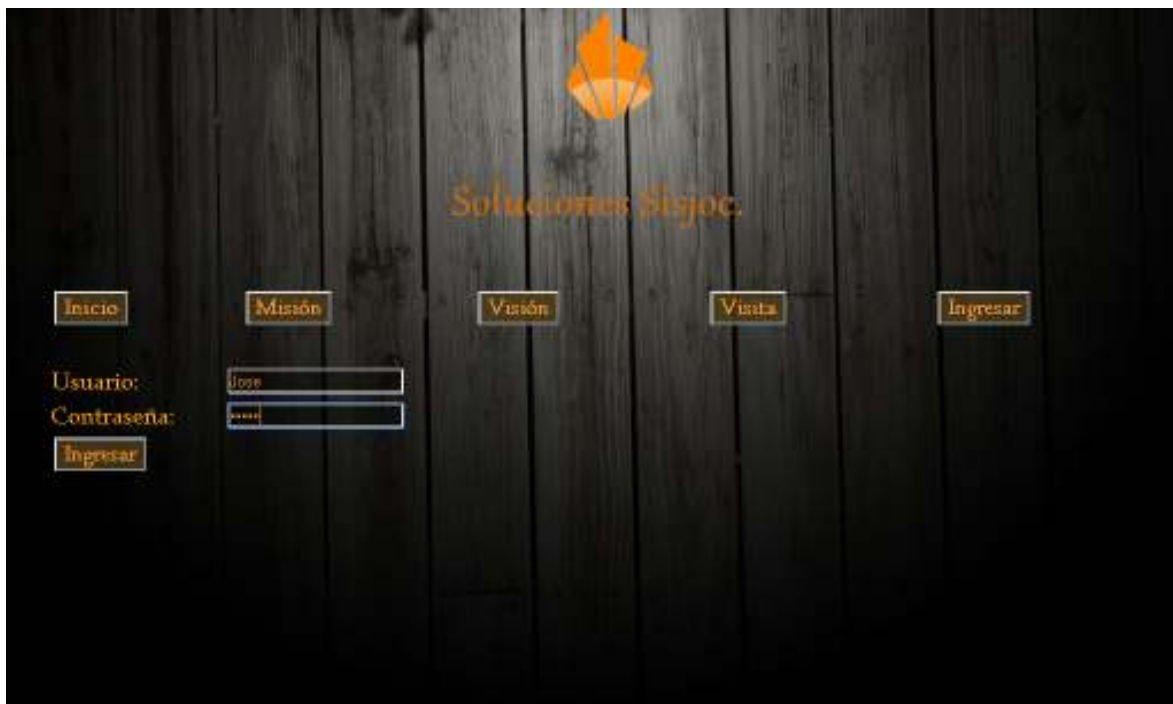 Soluciones Sisjoc.
Inicio Misión Visión Visita Ingresar
Usuario: Jose
Contraseña: •••••
Ingresar